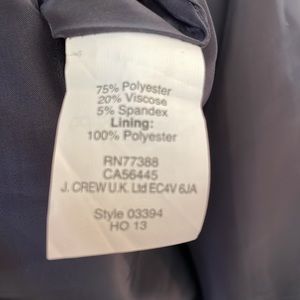 75% Polyester
20% Viscose
5% Spandex
Lining:
100% Polyester
RN77388
CA56445
J. CREW U.K. Ltd EC4V 6JA
Style 03394
HO 13